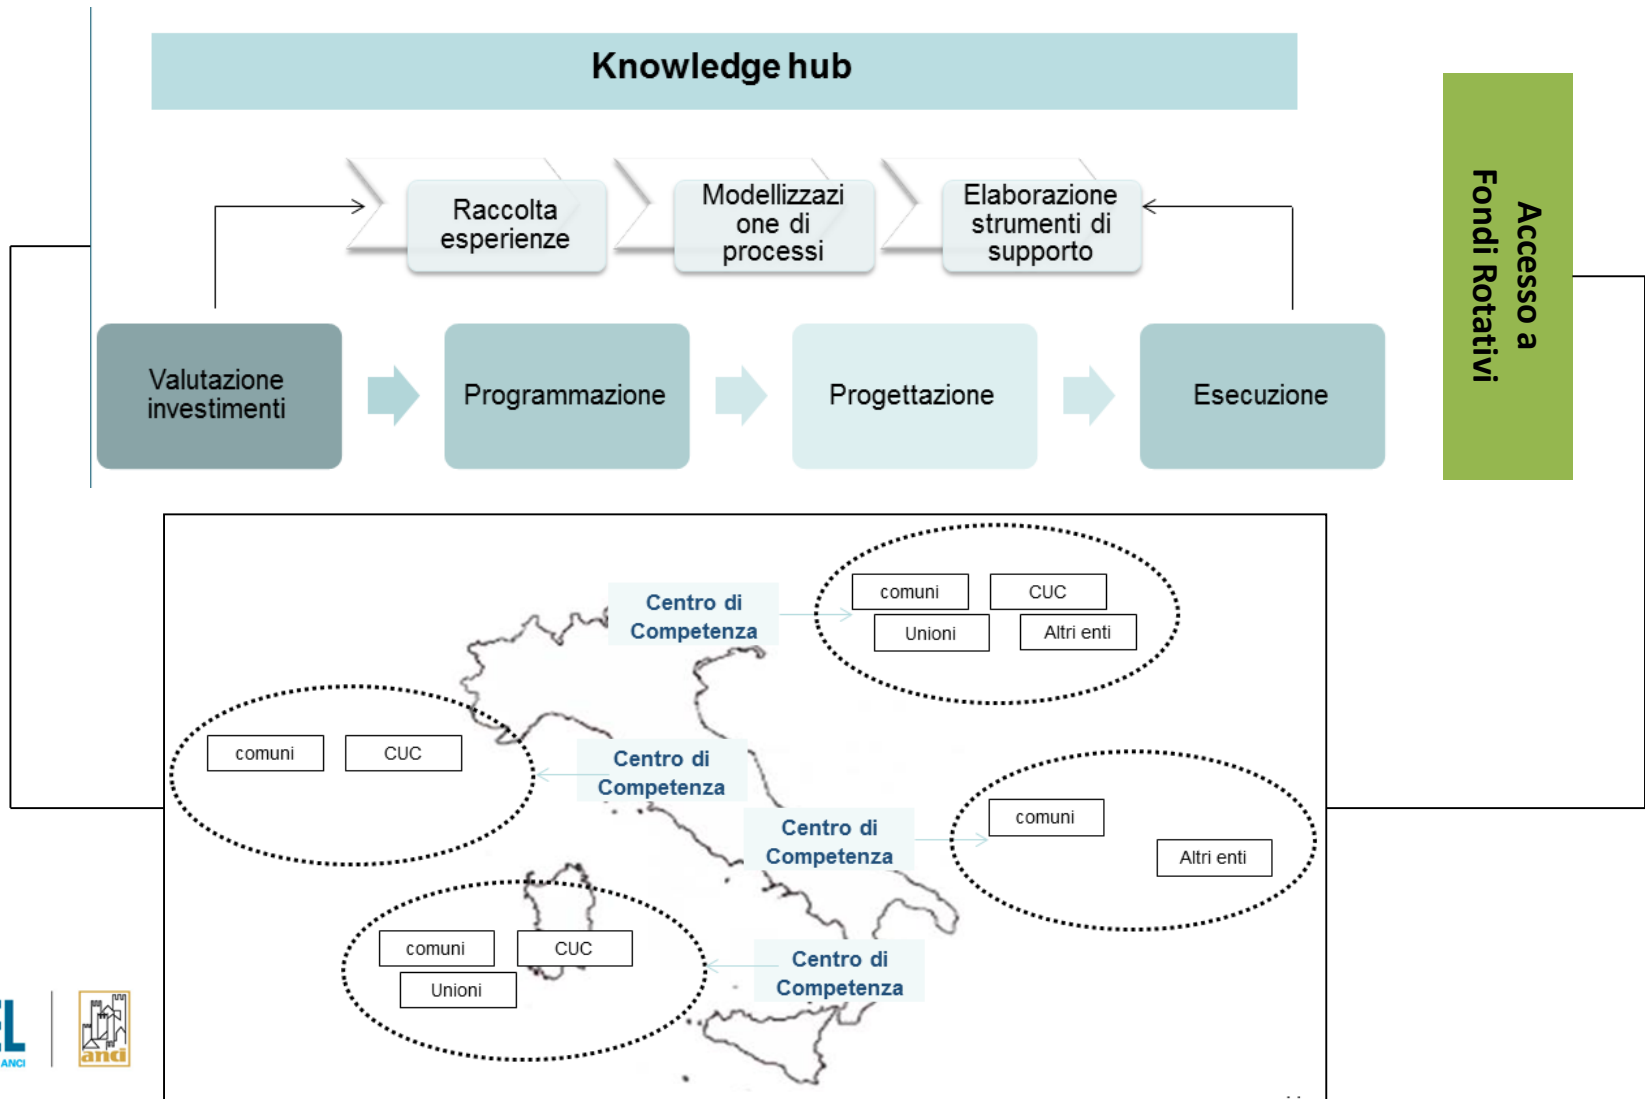 Knowledge hub
Accesso a
Fondi Rotativi
Raccolta
esperienze
Modellizzazi
one di
processi
Elaborazione
strumenti di
supporto
Valutazione
investimenti
Programmazione
Progettazione
Esecuzione
Centro di
Competenza
comuni
CUC
Unioni
Altri enti
comuni
CUC
Centro di
Competenza
Centro di
Competenza
comuni
Altri enti
comuni
CUC
Unioni
Centro di
Competenza
EL
ANCI
anci